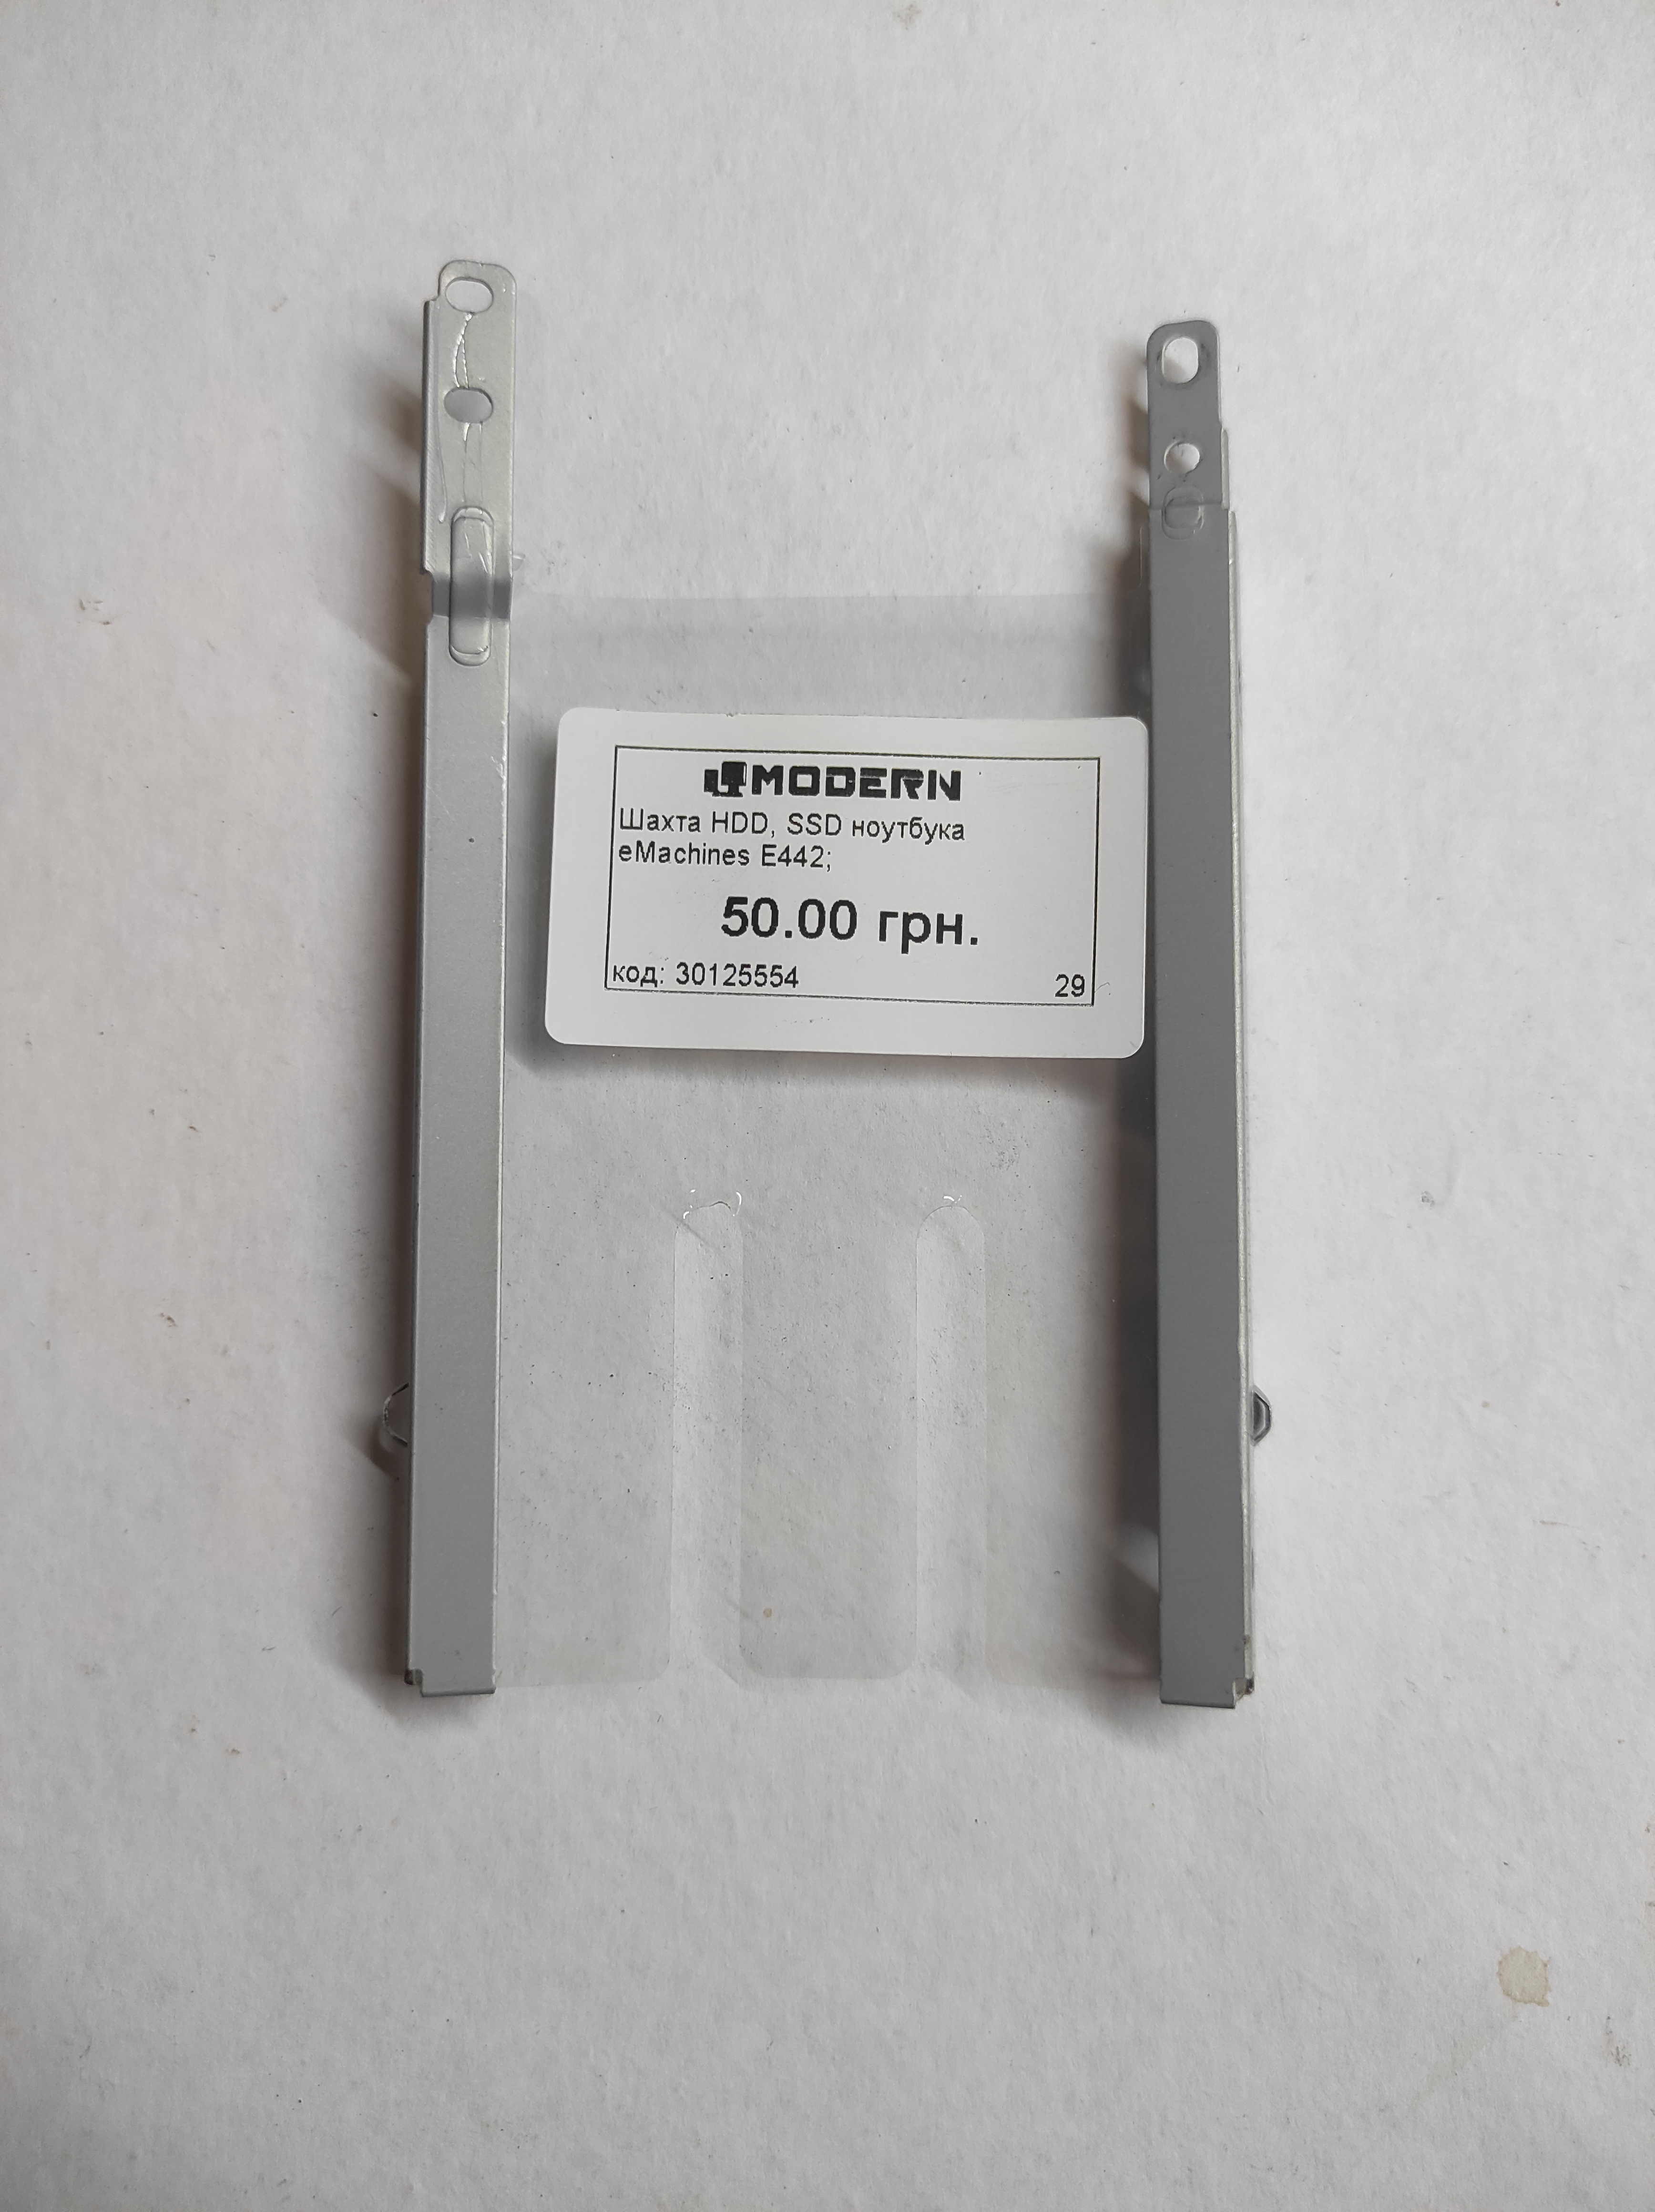 MODERN
Шахта HDD, SSD ноутбука
eMachines E442;
50.00 грн.
код: 30125554 29